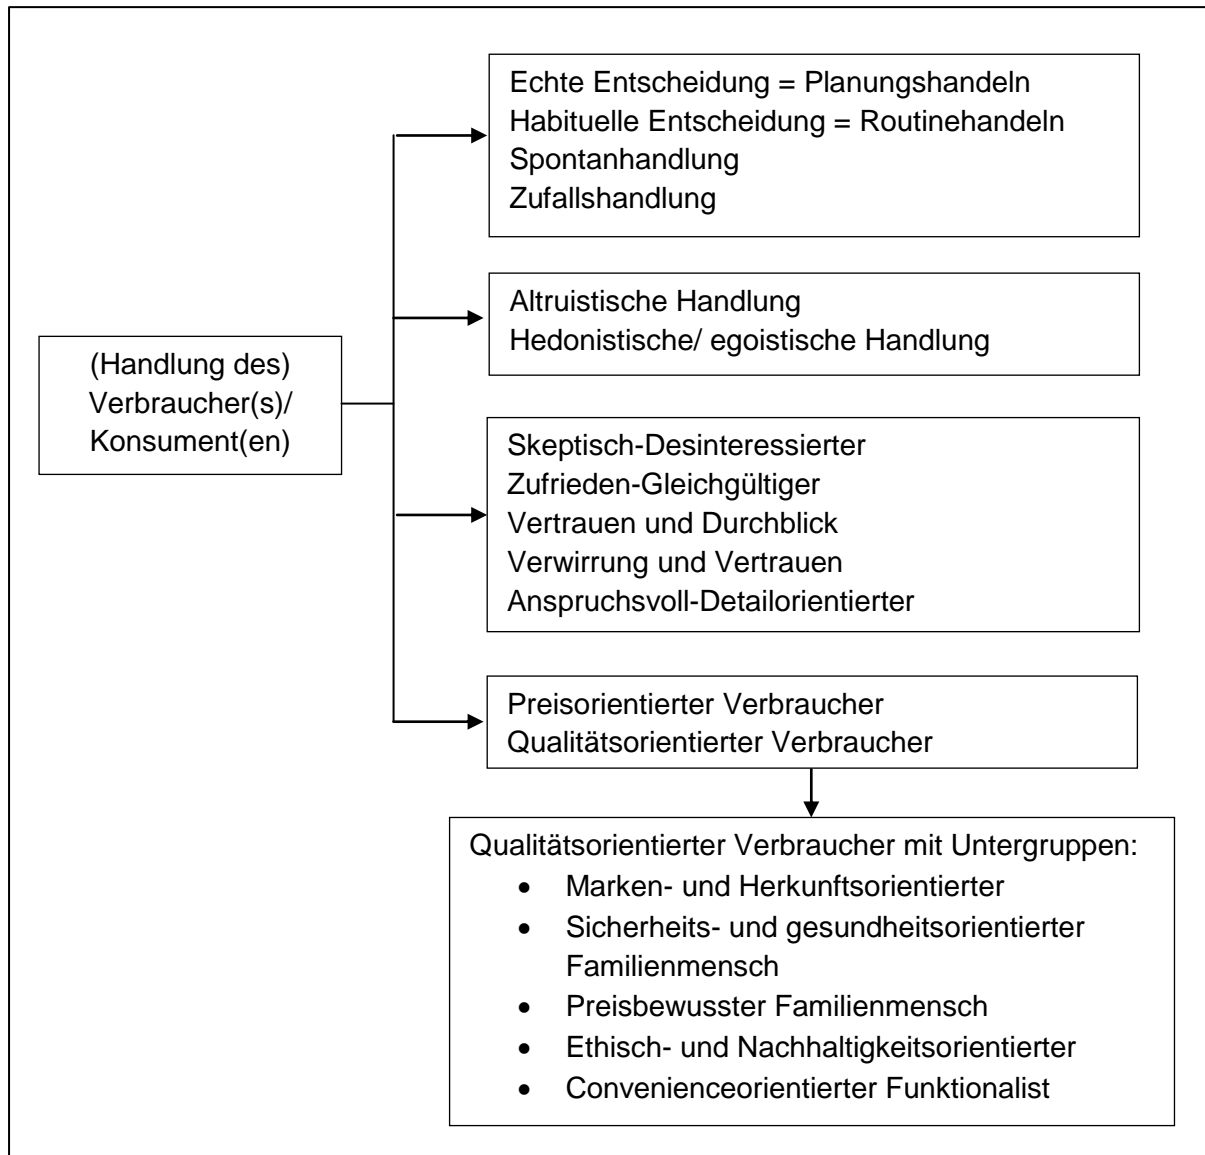 Echte Entscheidung = Planungshandeln
Habituelle Entscheidung = Routinehandeln
Spontanhandlung
Zufallshandlung
Altruistische Handlung
Hedonistische/ egoistische Handlung
(Handlung des)
Verbraucher(s)/
Konsument(en)
Skeptisch-Desinteressierter
Zufrieden-Gleichgültiger
Vertrauen und Durchblick
Verwirrung und Vertrauen
Anspruchsvoll-Detailorientierter
Preisorientierter Verbraucher
Qualitätsorientierter Verbraucher
Qualitätsorientierter Verbraucher mit Untergruppen:
• Marken- und Herkunftsorientierter
• Sicherheits- und gesundheitsorientierter
Familienmensch
• Preisbewusster Familienmensch
• Ethisch- und Nachhaltigkeitsorientierter
• Convenienceorientierter Funktionalist